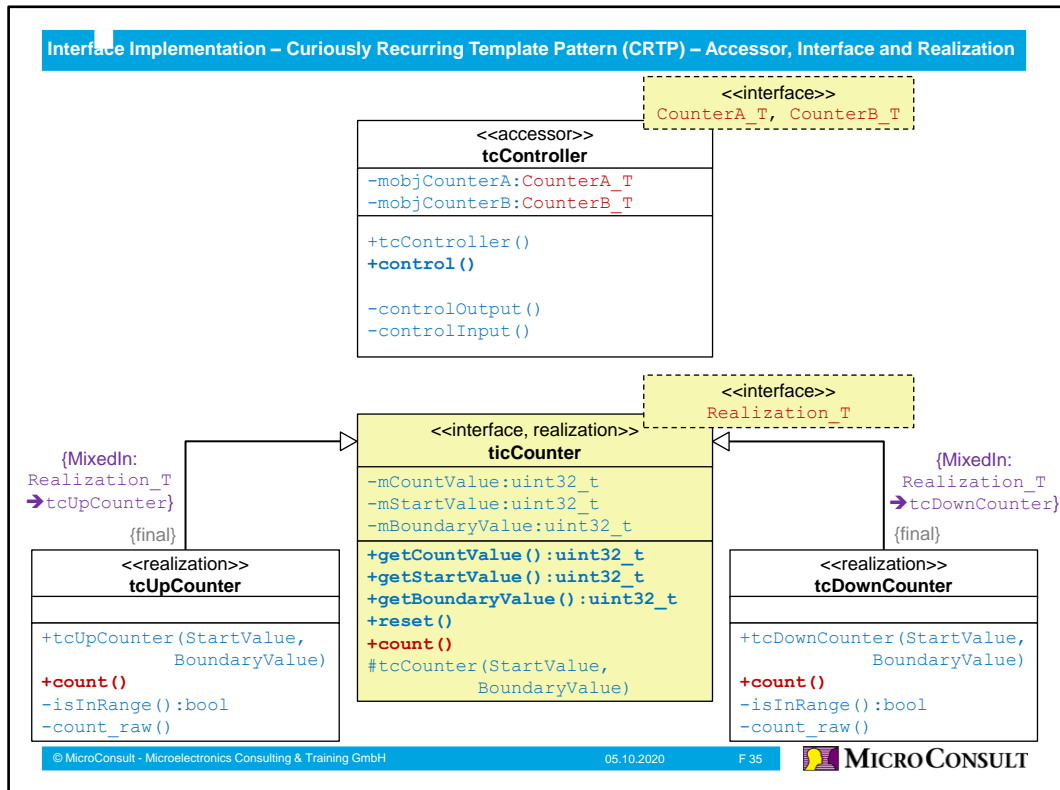 Interface Implementation – Curiously Recurring Template Pattern (CRTP) – Accessor, Interface and Realization
<<interface>>
CounterA_T, CounterB_T
<<accessor>>
tcController
-mobjCounterA:CounterA_T
-mobjCounterB:CounterB_T
+tcController()
+control()
-controlOutput()
-controlInput()
<<interface>>
Realization_T
<<interface, realization>>
ticCounter
-mCountValue:uint32_t
-mStartValue:uint32_t
-mBoundaryValue:uint32_t
+getCountValue():uint32_t
+getStartValue():uint32_t
+getBoundaryValue():uint32_t
+reset()
+count()
#tcCounter(StartValue,
BoundaryValue)
{MixedIn:
Realization_T
➔tcUpCounter}
{final}
<<realization>>
tcUpCounter
+tcUpCounter(StartValue,
BoundaryValue)
+count()
-isInRange():bool
-count_raw()
{MixedIn:
Realization_T
➔tcDownCounter}
{final}
<<realization>>
tcDownCounter
+tcDownCounter(StartValue,
BoundaryValue)
+count()
-isInRange():bool
-count_raw()
© MicroConsult - Microelectronics Consulting & Training GmbH 05.10.2020 F 35 MICROCONSULT